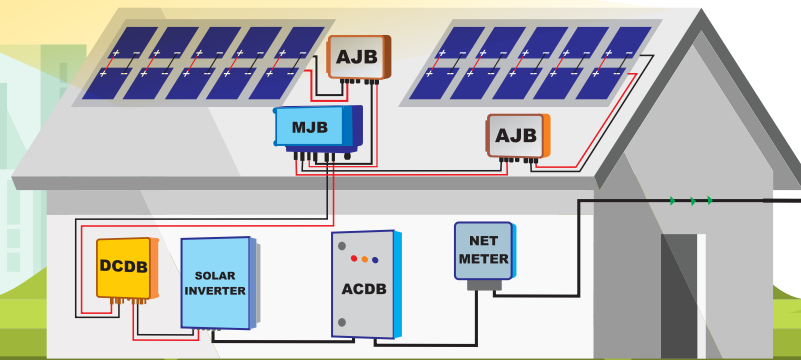 AJB
MJB
AJB
DCDB
SOLAR
INVERTER
ACDB
NET
METER